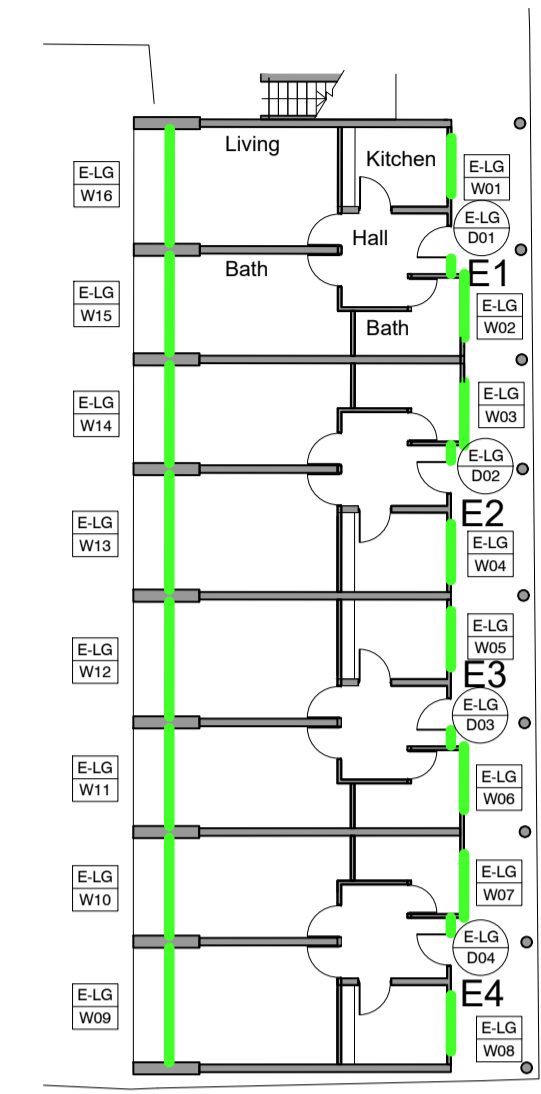 Living
Kitchen
E-LG
W16
E-LG
W01
E-LG
D01
Hall
Bath
E1
E-LG
W15
E-LG
W02
Bath
E-LG
W14
E-LG
W03
E-LG
D02
E2
E-LG
W13
E-LG
W04
E-LG
W05
E-LG
W12
E3
E-LG
D03
E-LG
W11
E-LG
W06
E-LG
W10
E-LG
W07
E-LG
D04
E4
E-LG
W09
E-LG
W08